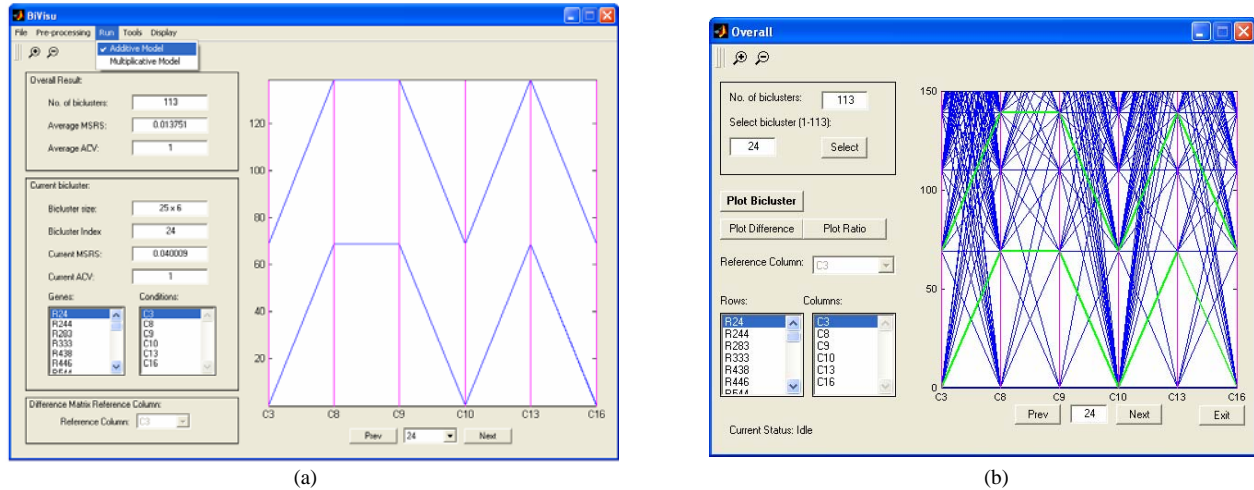 BiVisu
File Pre-processing Run Tools Display
Additive Model
Multiplicative Model
Overall Result:
No. of biclusters: 113
Average MSRS: 0.013751
Average ACV: 1
Current bicluster:
Bicluster size: 25 x 6
Bicluster Index 24
Current MSRS: 0.040009
Current ACV: 1
Genes: Conditions:
R24 C3
R244 C8
R283 C9
R333 C10
R438 C13
R446 C16
R544
Difference Matrix Reference Column:
Reference Column: C3
120
100
80
60
40
20
C3 C8 C9 C10 C13 C16
Prev 24 Next
(a)
Overall
No. of biclusters: 113
Select bicluster (1-113):
24 Select
Plot Bicluster
Plot Difference Plot Ratio
Reference Column: C3
Rows: Columns:
R24 C3
R244 C8
R283 C9
R333 C10
R438 C13
R446 C16
R544
Current Status: Idle
150
100
50
0
C3 C8 C9 C10 C13 C16
Prev 24 Next Exit
(b)